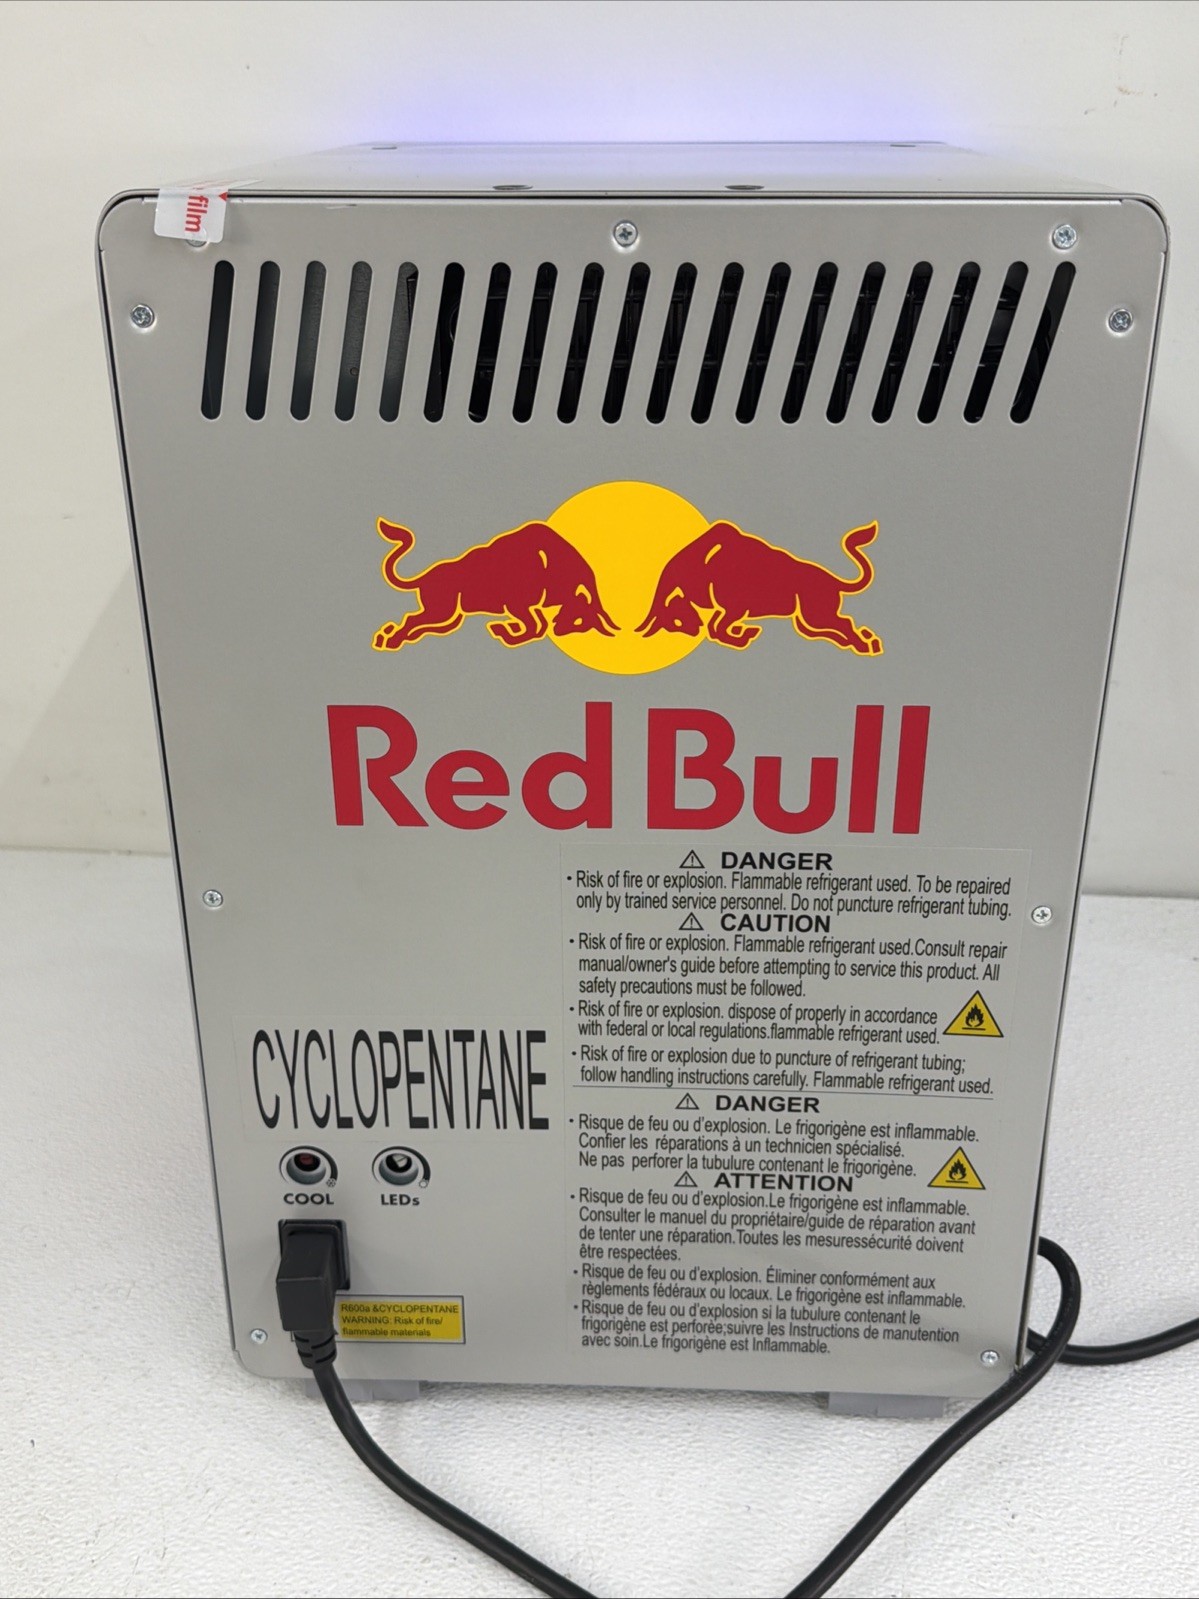 film
Red Bull
⚠ DANGER
• Risk of fire or explosion. Flammable refrigerant used. To be repaired
only by trained service personnel. Do not puncture refrigerant tubing.
⚠ CAUTION
• Risk of fire or explosion. Flammable refrigerant used.Consult repair
manual/owner's guide before attempting to service this product. All
safety precautions must be followed.
• Risk of fire or explosion. dispose of properly in accordance
with federal or local regulations.flammable refrigerant used.
• Risk of fire or explosion due to puncture of refrigerant tubing;
follow handling instructions carefully. Flammable refrigerant used.
⚠ DANGER
• Risque de feu ou d'explosion. Le frigorigène est inflammable.
Confier les réparations à un technicien spécialisé.
Ne pas perforer la tubulure contenant le frigorigène.
⚠ ATTENTION
• Risque de feu ou d'explosion.Le frigorigène est inflammable.
Consulter le manuel du propriétaire/guide de réparation avant
de tenter une réparation.Toutes les mesuressécurité doivent
être respectées.
• Risque de feu ou d'explosion. Éliminer conformément aux
règlements fédéraux ou locaux. Le frigorigène est inflammable.
• Risque de feu ou d'explosion si la tubulure contenant le
frigorigène est perforèe;suivre les Instructions de manutention
avec soin.Le frigorigène est Inflammable.
CYCLOPENTANE
COOL
LEDs
R600a &CYCLOPENTANE
WARNING: Risk of fire/
flammable materials